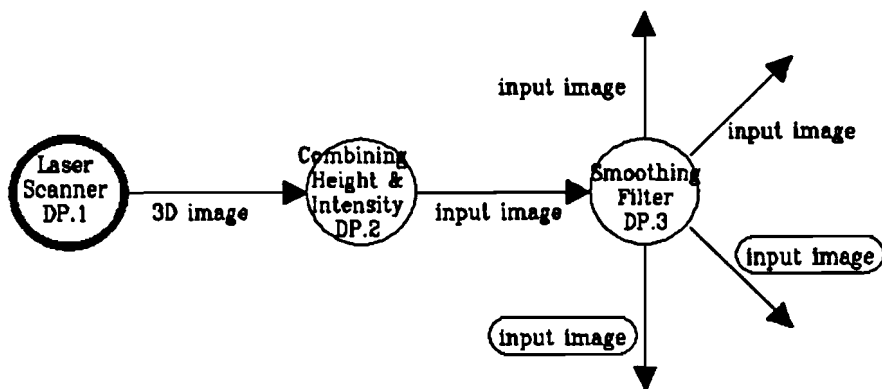 Laser
Scanner
DP.1
3D image
Combining
Height &
Intensity
DP.2
input image
Smoothing
Filter
DP.3
input image
input image
input image
input image